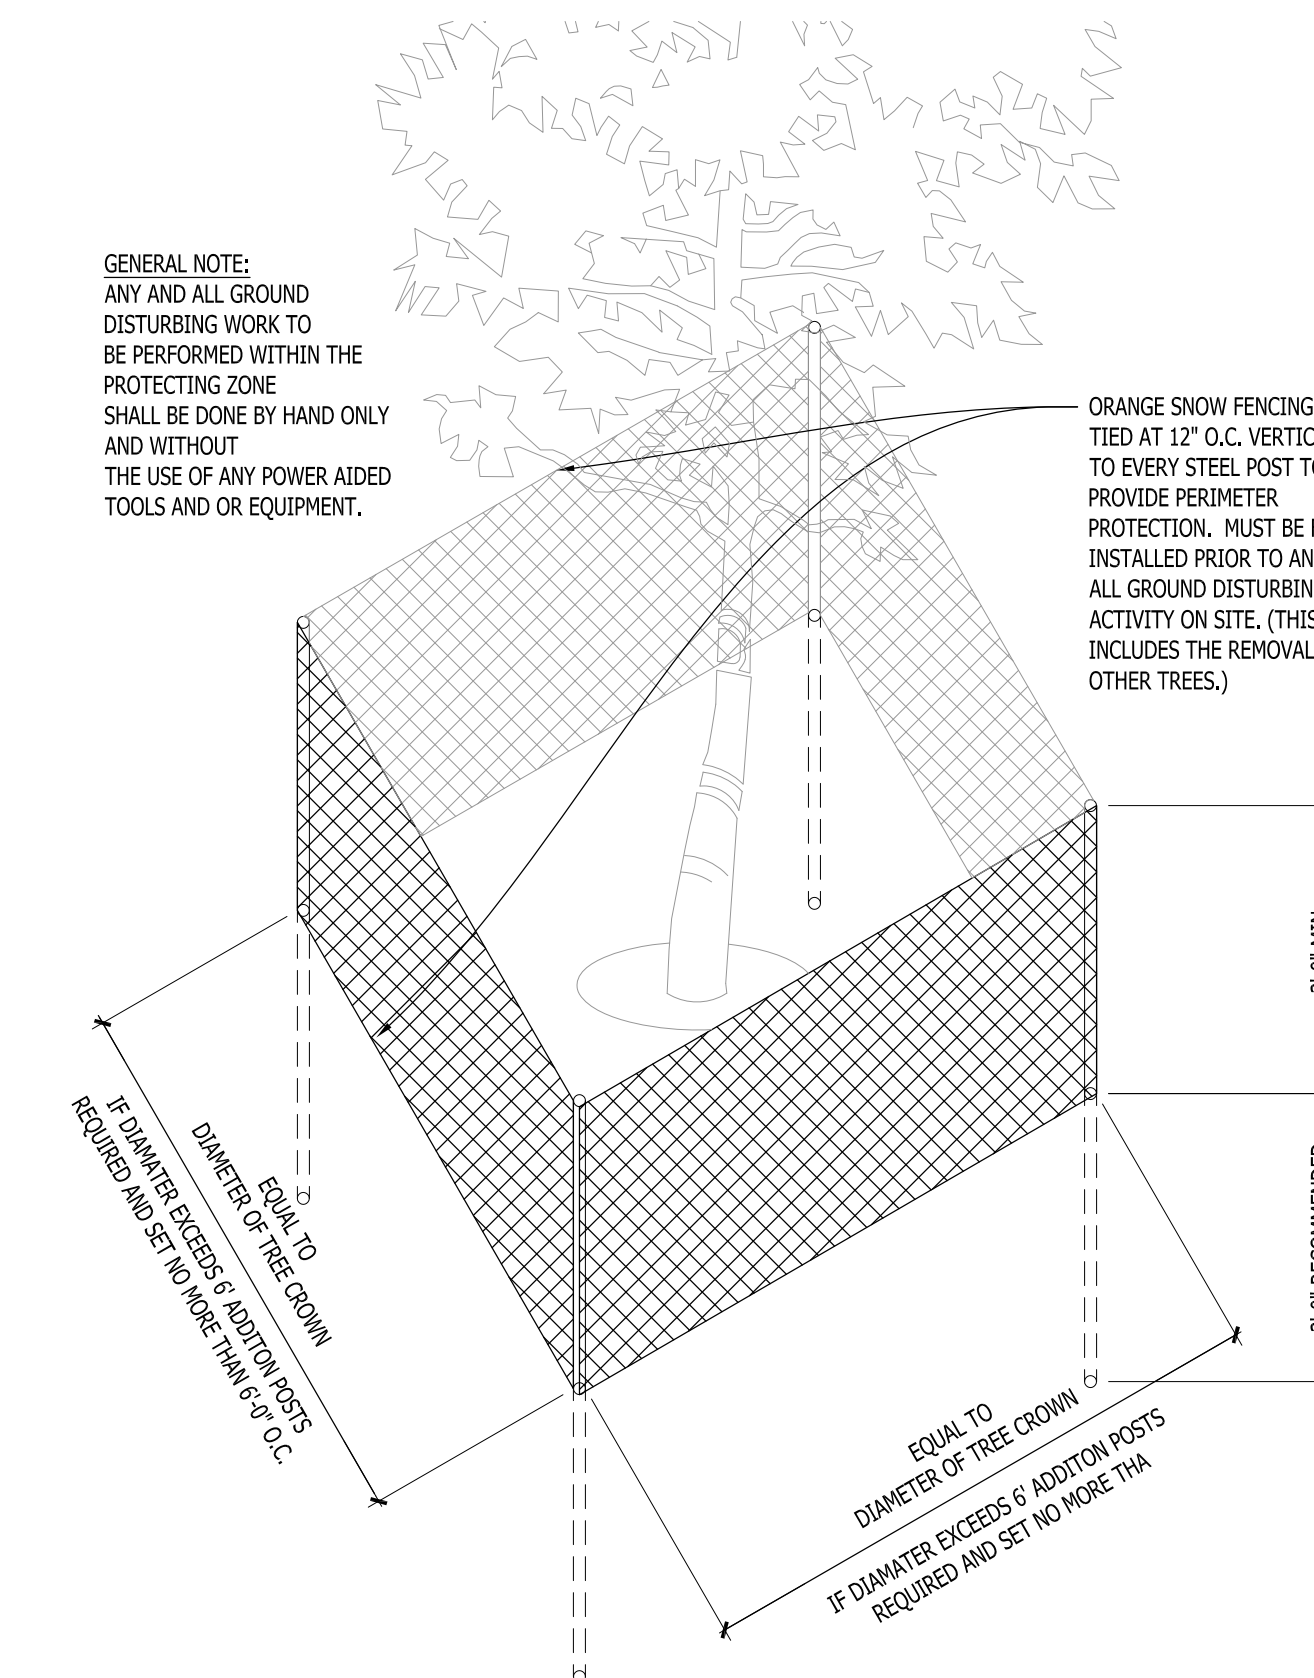 GENERAL NOTE:
ANY AND ALL GROUND
DISTURBING WORK TO
BE PERFORMED WITHIN THE
PROTECTING ZONE
SHALL BE DONE BY HAND ONLY
AND WITHOUT
THE USE OF ANY POWER AIDED
TOOLS AND OR EQUIPMENT.
ORANGE SNOW FENCING
TIED AT 12" O.C. VERTIC
TO EVERY STEEL POST TO
PROVIDE PERIMETER
PROTECTION. MUST BE
INSTALLED PRIOR TO AN
ALL GROUND DISTURBIN
ACTIVITY ON SITE. (THIS
INCLUDES THE REMOVAL
OTHER TREES.)
EQUAL TO
DIAMETER OF TREE CROWN
IF DIAMATER EXCEEDS 6' ADDITON POSTS
REQUIRED AND SET NO MORE THAN 6'-0" O.C.
EQUAL TO
DIAMETER OF TREE CROWN
IF DIAMATER EXCEEDS 6' ADDITON POSTS
REQUIRED AND SET NO MORE THA